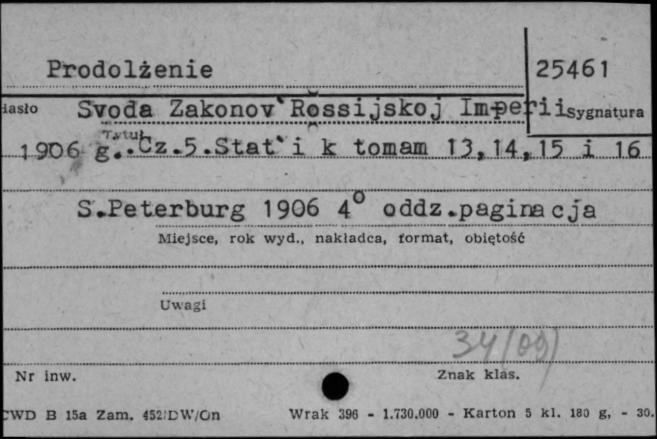 Prodolżenie
25461
Hasło
Svoda Zakonov`Rossijskoj Imperii
Sygnatura
Tytuł
1906 g..Cz.5.Stat`i k tomam 13,14,15 i 16
S.Peterburg 1906 4° oddz.paginacja
Miejsce, rok wyd., nakładca, format, objętość
Uwagi
34/09)
Nr inw.
Znak klas.
CWD B 15a Zam. 452/DW/On
Wrak 396 - 1.730.000 - Karton 5 kl. 180 g, - 30.